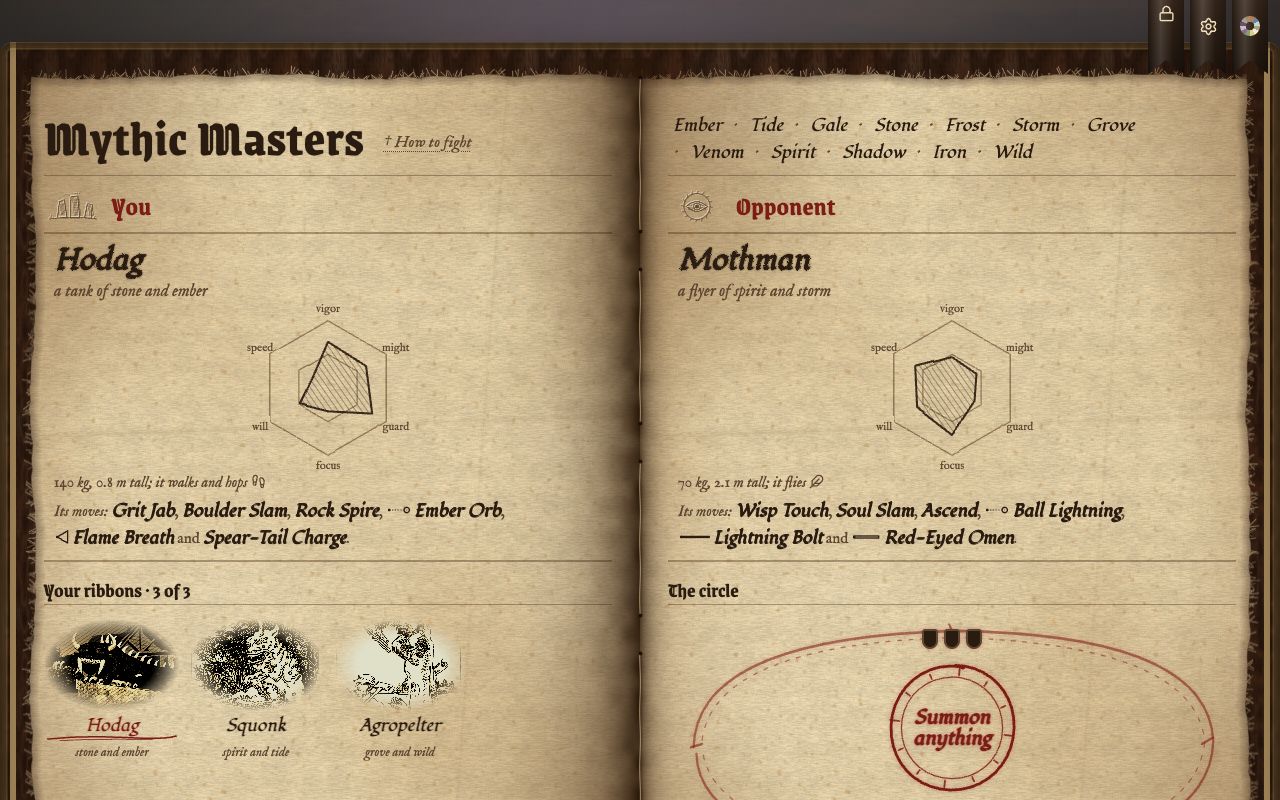 Mythic Masters
† How to fight
You
Hodag
a tank of stone and ember
vigor
speed
might
will
guard
focus
140 kg, 0.8 m tall; it walks and hops
Its moves: Grit Jab, Boulder Slam, Rock Spire, Ember Orb,
Flame Breath and Spear-Tail Charge.
Your ribbons · 3 of 3
Hodag
stone and ember
Squonk
spirit and tide
Agropelter
grove and wild
Ember · Tide · Gale · Stone · Frost · Storm · Grove
· Venom · Spirit · Shadow · Iron · Wild
Opponent
Mothman
a flyer of spirit and storm
vigor
speed
might
will
guard
focus
70 kg, 2.1 m tall; it flies
Its moves: Wisp Touch, Soul Slam, Ascend, Ball Lightning,
Lightning Bolt and Red-Eyed Omen.
The circle
Summon
anything